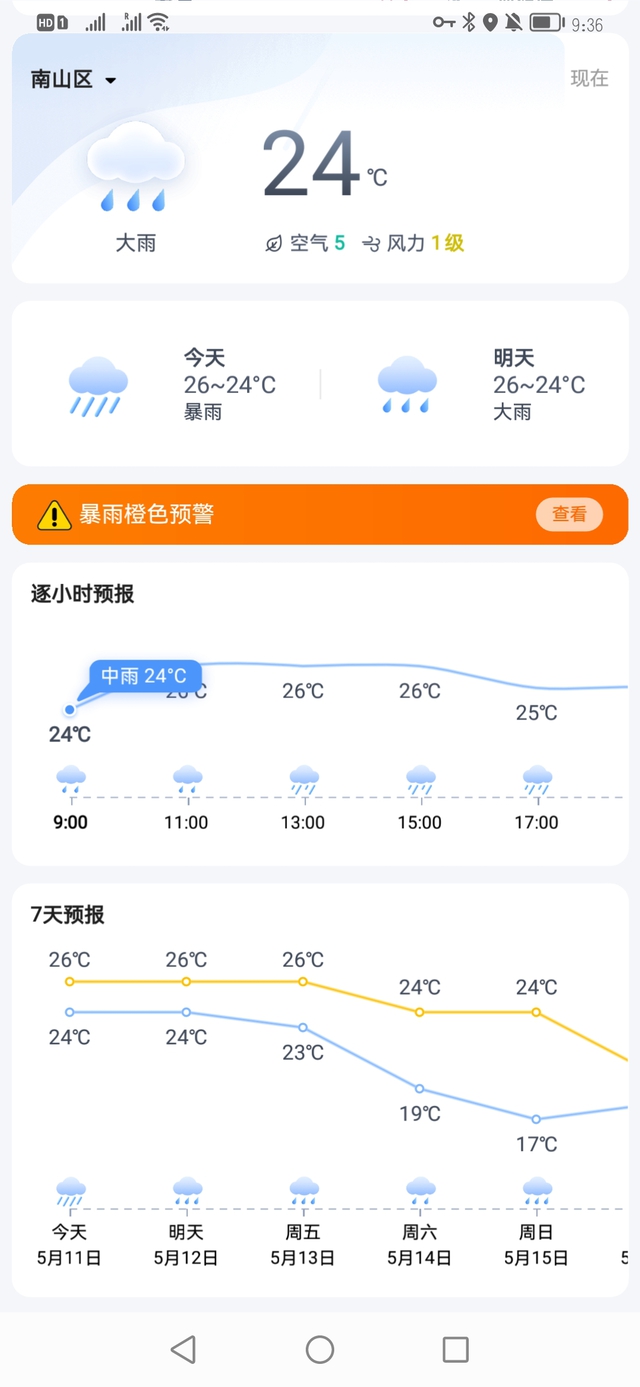 HD 1 R 9:36
南山区 现在
24℃
大雨 空气 5 风力 1级
今天 明天
26~24°C 26~24°C
暴雨 大雨
暴雨橙色预警 查看
逐小时预报
中雨 24°C
26℃ 26℃
25℃
24℃
9:00 11:00 13:00 15:00 17:00
7天预报
26℃ 26℃ 26℃
24℃ 24℃
24℃ 24℃
23℃
19℃
17℃
今天 明天 周五 周六 周日
5月11日 5月12日 5月13日 5月14日 5月15日 5